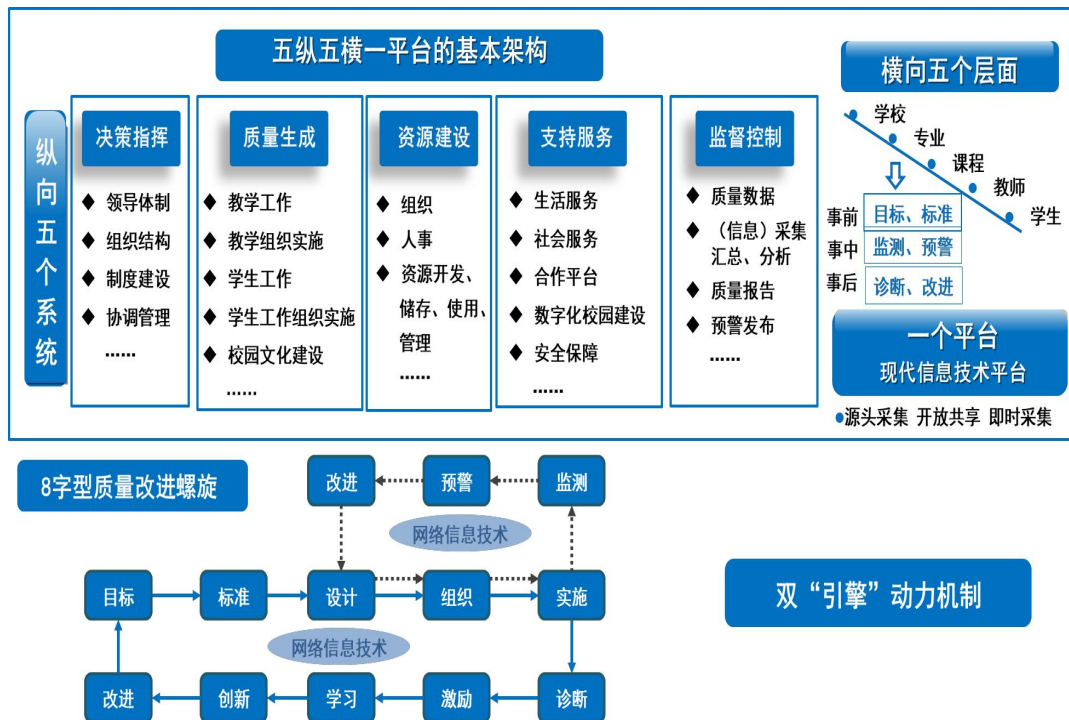 五纵五横一平台的基本架构
纵向五个系统
决策指挥
◆ 领导体制
◆ 组织结构
◆ 制度建设
◆ 协调管理
……
质量生成
◆ 教学工作
◆ 教学组织实施
◆ 学生工作
◆ 学生工作组织实施
◆ 校园文化建设
……
资源建设
◆ 组织
◆ 人事
◆ 资源开发、
储存、使用、
管理
……
支持服务
◆ 生活服务
◆ 社会服务
◆ 合作平台
◆ 数字化校园建设
◆ 安全保障
……
监督控制
◆ 质量数据
◆ （信息）采集
汇总、分析
◆ 质量报告
◆ 预警发布
……
横向五个层面
学校
专业
课程
教师
学生
事前 目标、标准
事中 监测、预警
事后 诊断、改进
一个平台
现代信息技术平台
●源头采集 开放共享 即时采集
8字型质量改进螺旋
改进 预警 监测
网络信息技术
目标 标准 设计 组织 实施
网络信息技术
改进 创新 学习 激励 诊断
双“引擎”动力机制